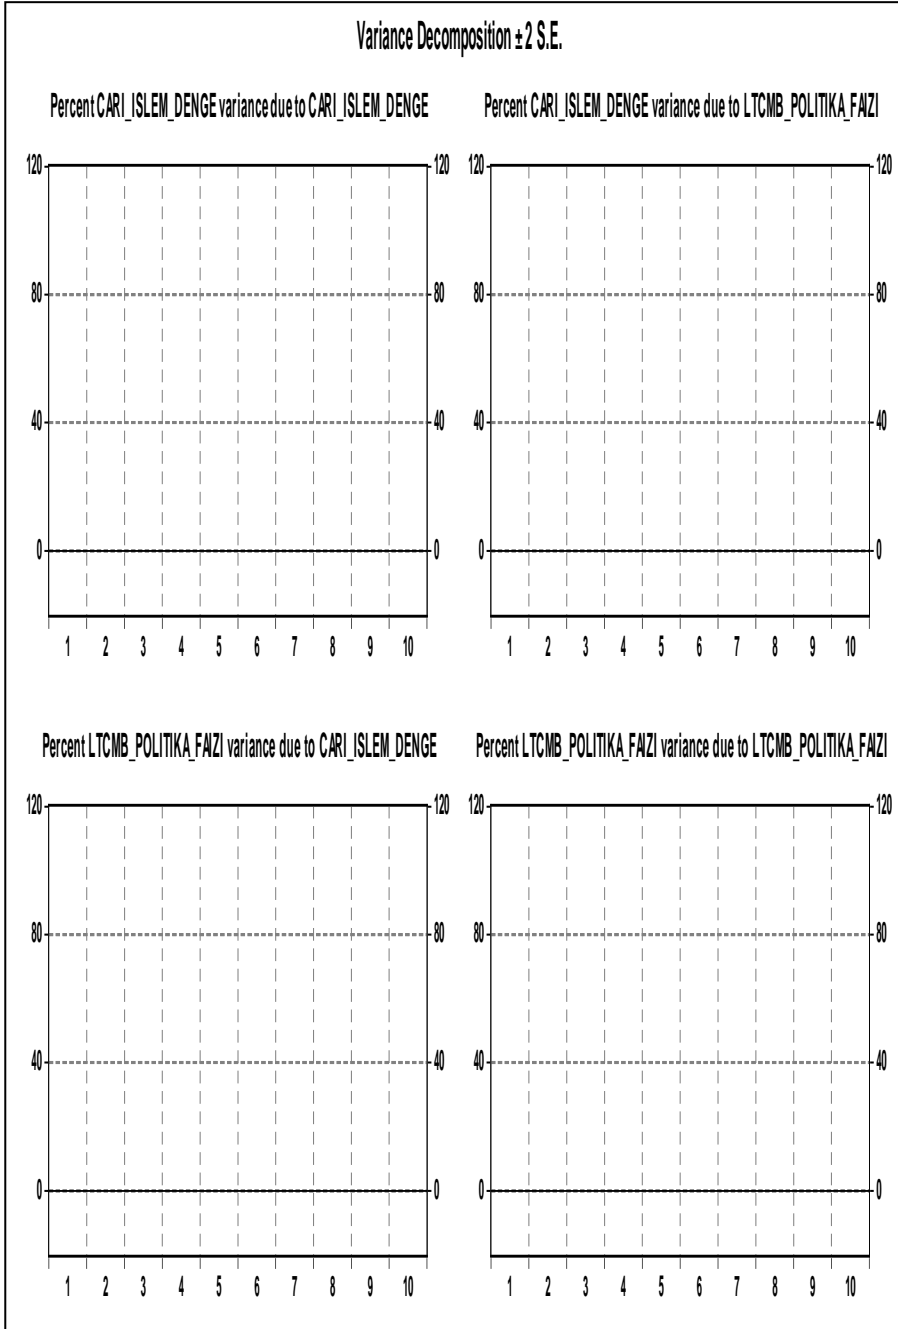 Variance Decomposition ± 2 S.E.
Percent CARI_ISLEM_DENGE variance due to CARI_ISLEM_DENGE
Percent CARI_ISLEM_DENGE variance due to LTCMB_POLITIKA_FAIZI
120 120 120 120
80 80 80 80
40 40 40 40
0 0 0 0
1 2 3 4 5 6 7 8 9 10 1 2 3 4 5 6 7 8 9 10
Percent LTCMB_POLITIKA_FAIZI variance due to CARI_ISLEM_DENGE
Percent LTCMB_POLITIKA_FAIZI variance due to LTCMB_POLITIKA_FAIZI
120 120 120 120
80 80 80 80
40 40 40 40
0 0 0 0
1 2 3 4 5 6 7 8 9 10 1 2 3 4 5 6 7 8 9 10